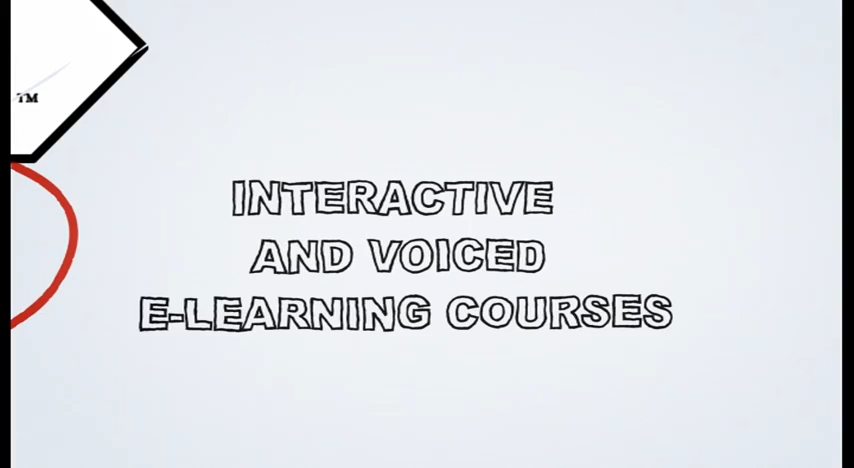 TM
INTERACTIVE
AND VOICED
E-LEARNING COURSES